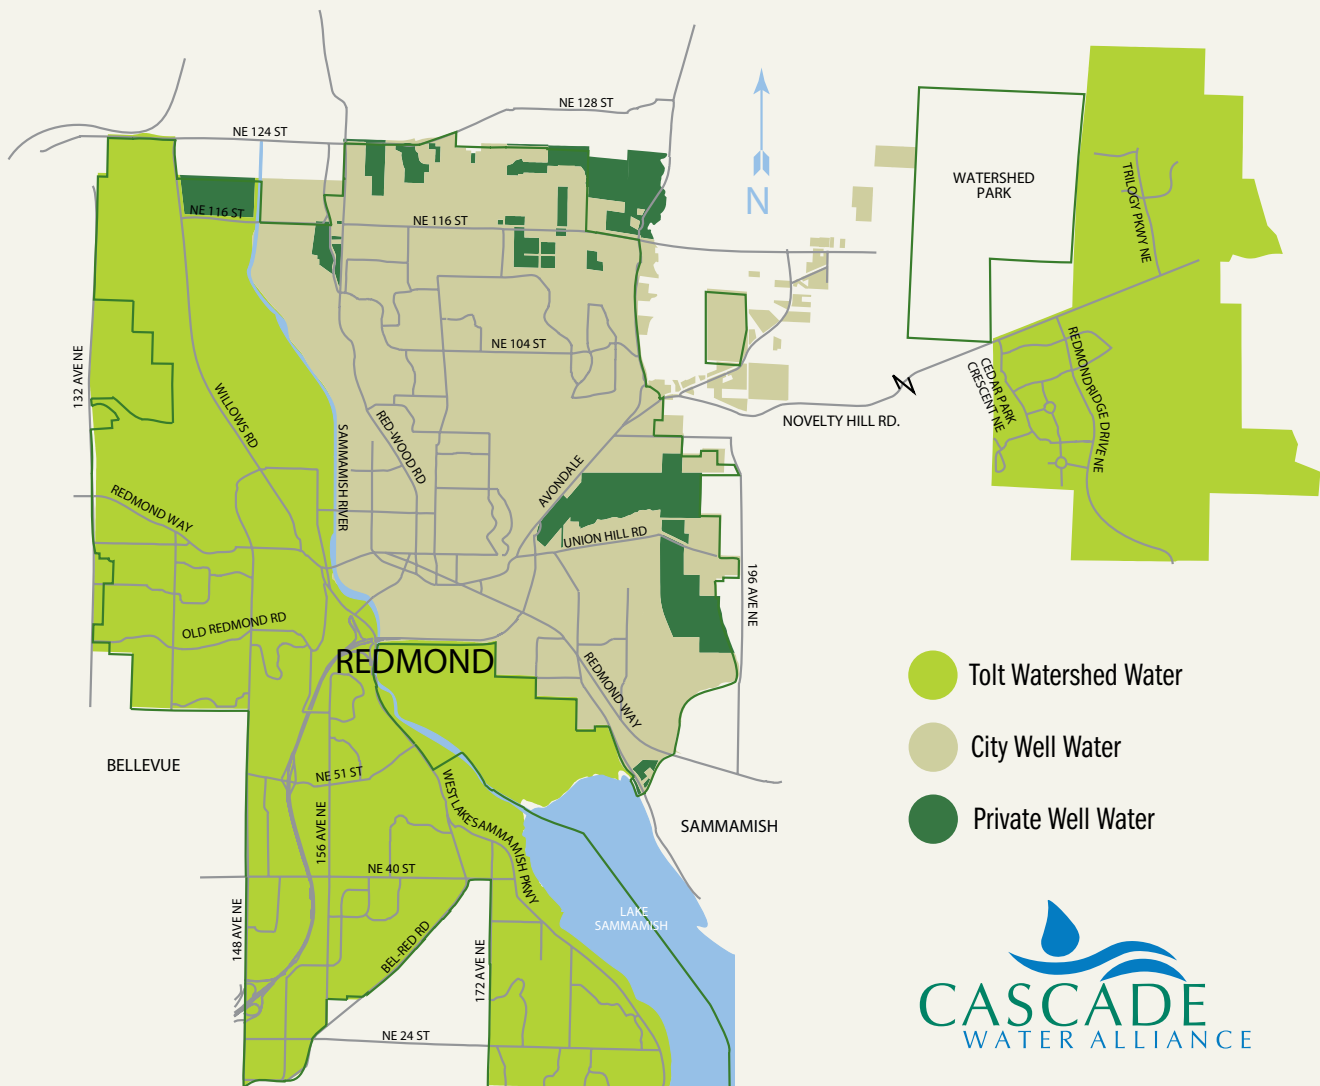 NE 128 ST
NE 124 ST
WATERSHED
PARK
TRILOGY PKWY NE
N
NE 116 ST
NE 116 ST
132 AVE NE
NE 104 ST
WILLOWS RD
RED-WOOD RD
SAMMAMISH RIVER
NOVELTY HILL RD.
CEDAR PARK
CRESCENT NE
REDMOND RIDGE DRIVE NE
AVONDALE
REDMOND WAY
UNION HILL RD
196 AVE NE
OLD REDMOND RD
REDMOND
REDMOND WAY
Tolt Watershed Water
City Well Water
Private Well Water
BELLEVUE
NE 51 ST
156 AVE NE
WEST LAKE SAMMAMISH PKWY
SAMMAMISH
NE 40 ST
148 AVE NE
BEL-RED RD
172 AVE NE
LAKE
SAMMAMISH
NE 24 ST
CASCADE
WATER ALLIANCE